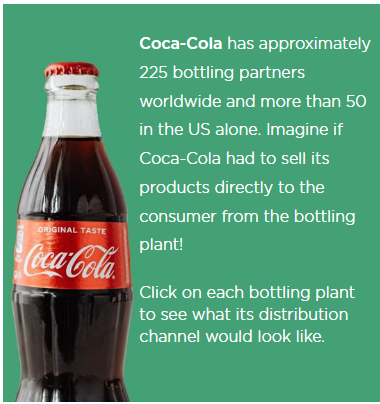 Coca-Cola has approximately
225 bottling partners
worldwide and more than 50
in the US alone. Imagine if
Coca-Cola had to sell its
products directly to the
consumer from the bottling
plant!
Click on each bottling plant
to see what its distribution
channel would look like.
ORIGINAL TASTE
Coca-Cola